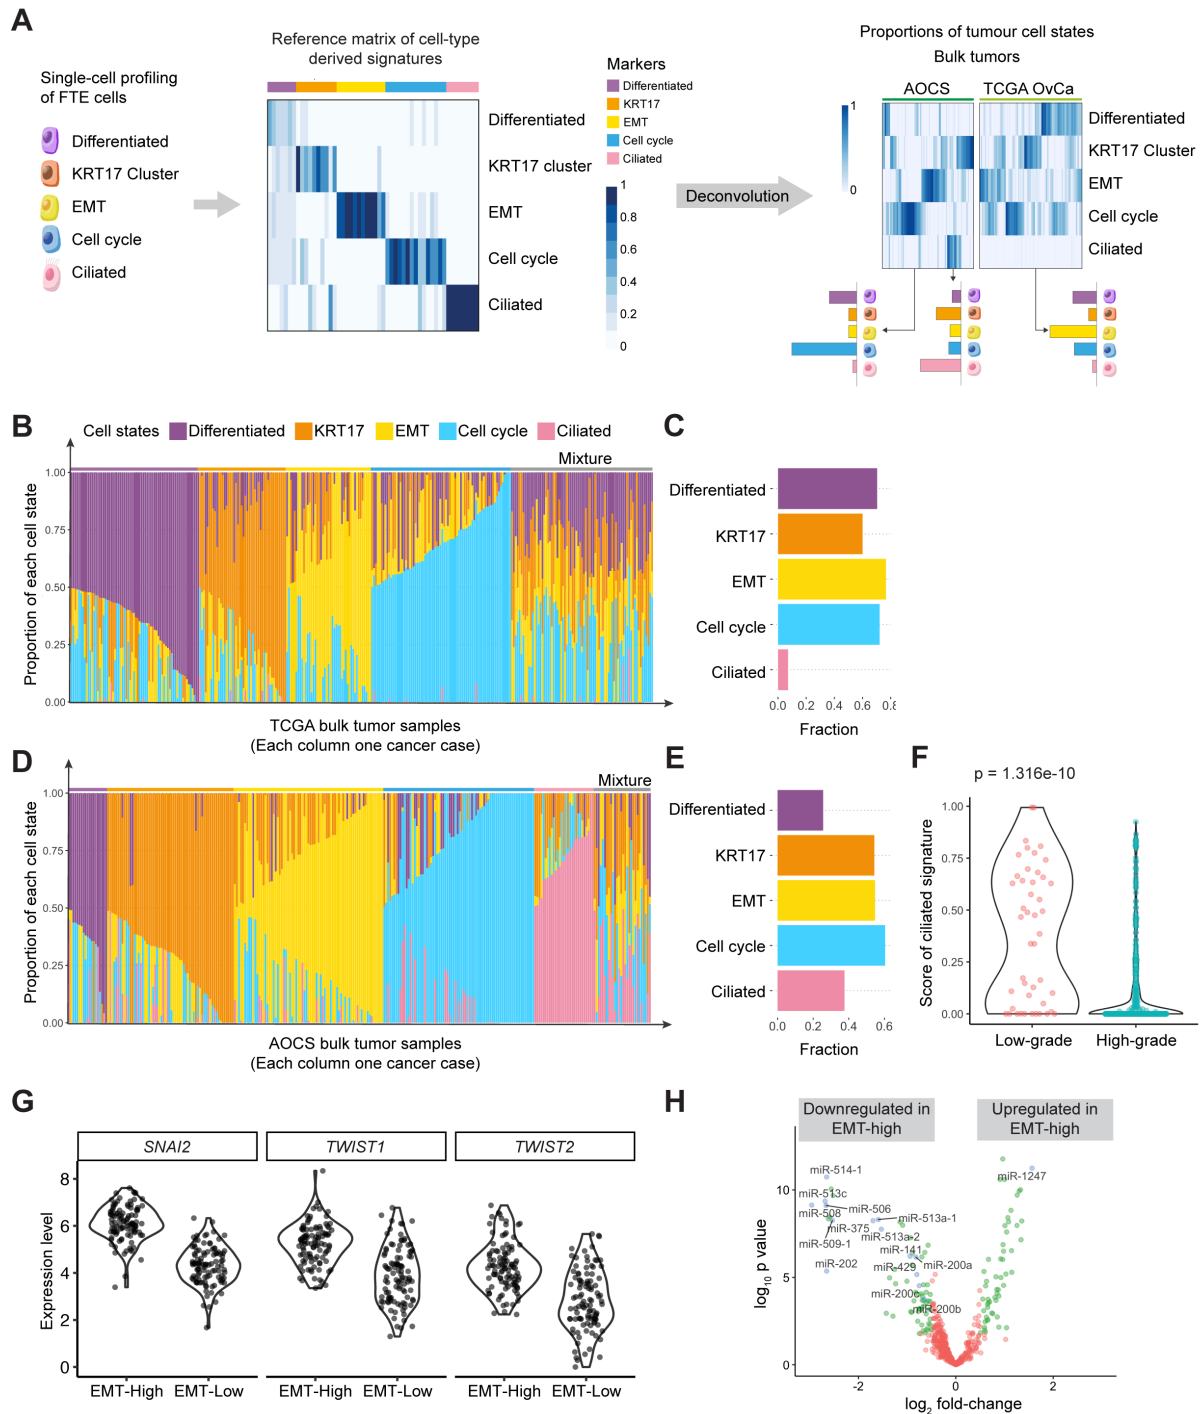 A
Single-cell profiling
of FTE cells
Differentiated
KRT17 Cluster
EMT
Cell cycle
Ciliated
Reference matrix of cell-type
derived signatures
Differentiated
KRT17 cluster
EMT
Cell cycle
Ciliated
Markers
Differentiated
KRT17
EMT
Cell cycle
Ciliated
1
0.8
0.6
0.4
0.2
0
Deconvolution
Proportions of tumour cell states
Bulk tumors
AOCS
TCGA OvCa
1
0
Differentiated
KRT17 Cluster
EMT
Cell cycle
Ciliated
B
Cell states
Differentiated
KRT17
EMT
Cell cycle
Ciliated
Mixture
Proportion of each cell state
1.00
0.75
0.50
0.25
0.00
TCGA bulk tumor samples
(Each column one cancer case)
C
Differentiated
KRT17
EMT
Cell cycle
Ciliated
0.0
0.2
0.4
0.6
0.8
Fraction
D
Mixture
Proportion of each cell state
1.00
0.75
0.50
0.25
0.00
AOCS bulk tumor samples
(Each column one cancer case)
E
Differentiated
KRT17
EMT
Cell cycle
Ciliated
0.0
0.2
0.4
0.6
Fraction
F
p = 1.316e-10
Score of ciliated signature
1.00
0.75
0.50
0.25
0.00
Low-grade
High-grade
G
SNAI2
TWIST1
TWIST2
Expression level
8
6
4
2
0
EMT-High
EMT-Low
EMT-High
EMT-Low
EMT-High
EMT-Low
H
Downregulated in
EMT-high
Upregulated in
EMT-high
log10 p value
10
5
0
miR-514-1
miR-513c
miR-508
miR-506
miR-375
miR-509-1
miR-202
miR-513a-1
miR-513a-2
miR-141
miR-429
miR-200a
miR-200c
miR-200b
miR-1247
-2
0
2
log2 fold-change